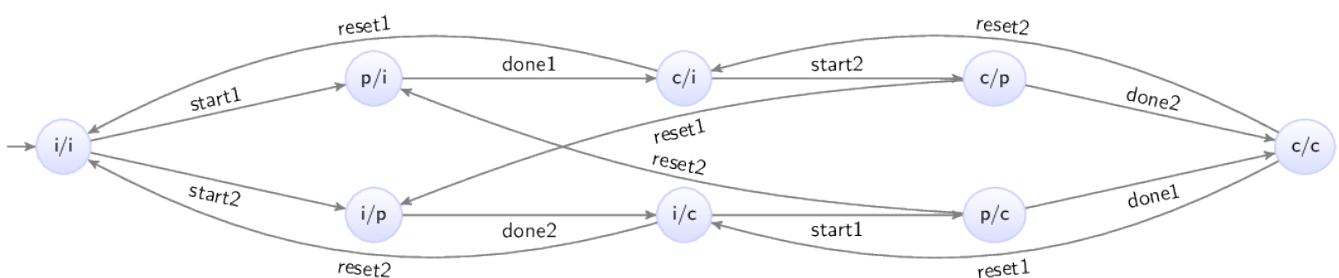 reset1
reset2
p/i
done1
c/i
start2
c/p
start1
done2
reset1
i/i
c/c
reset2
start2
i/p
done2
i/c
start1
p/c
done1
reset2
reset1